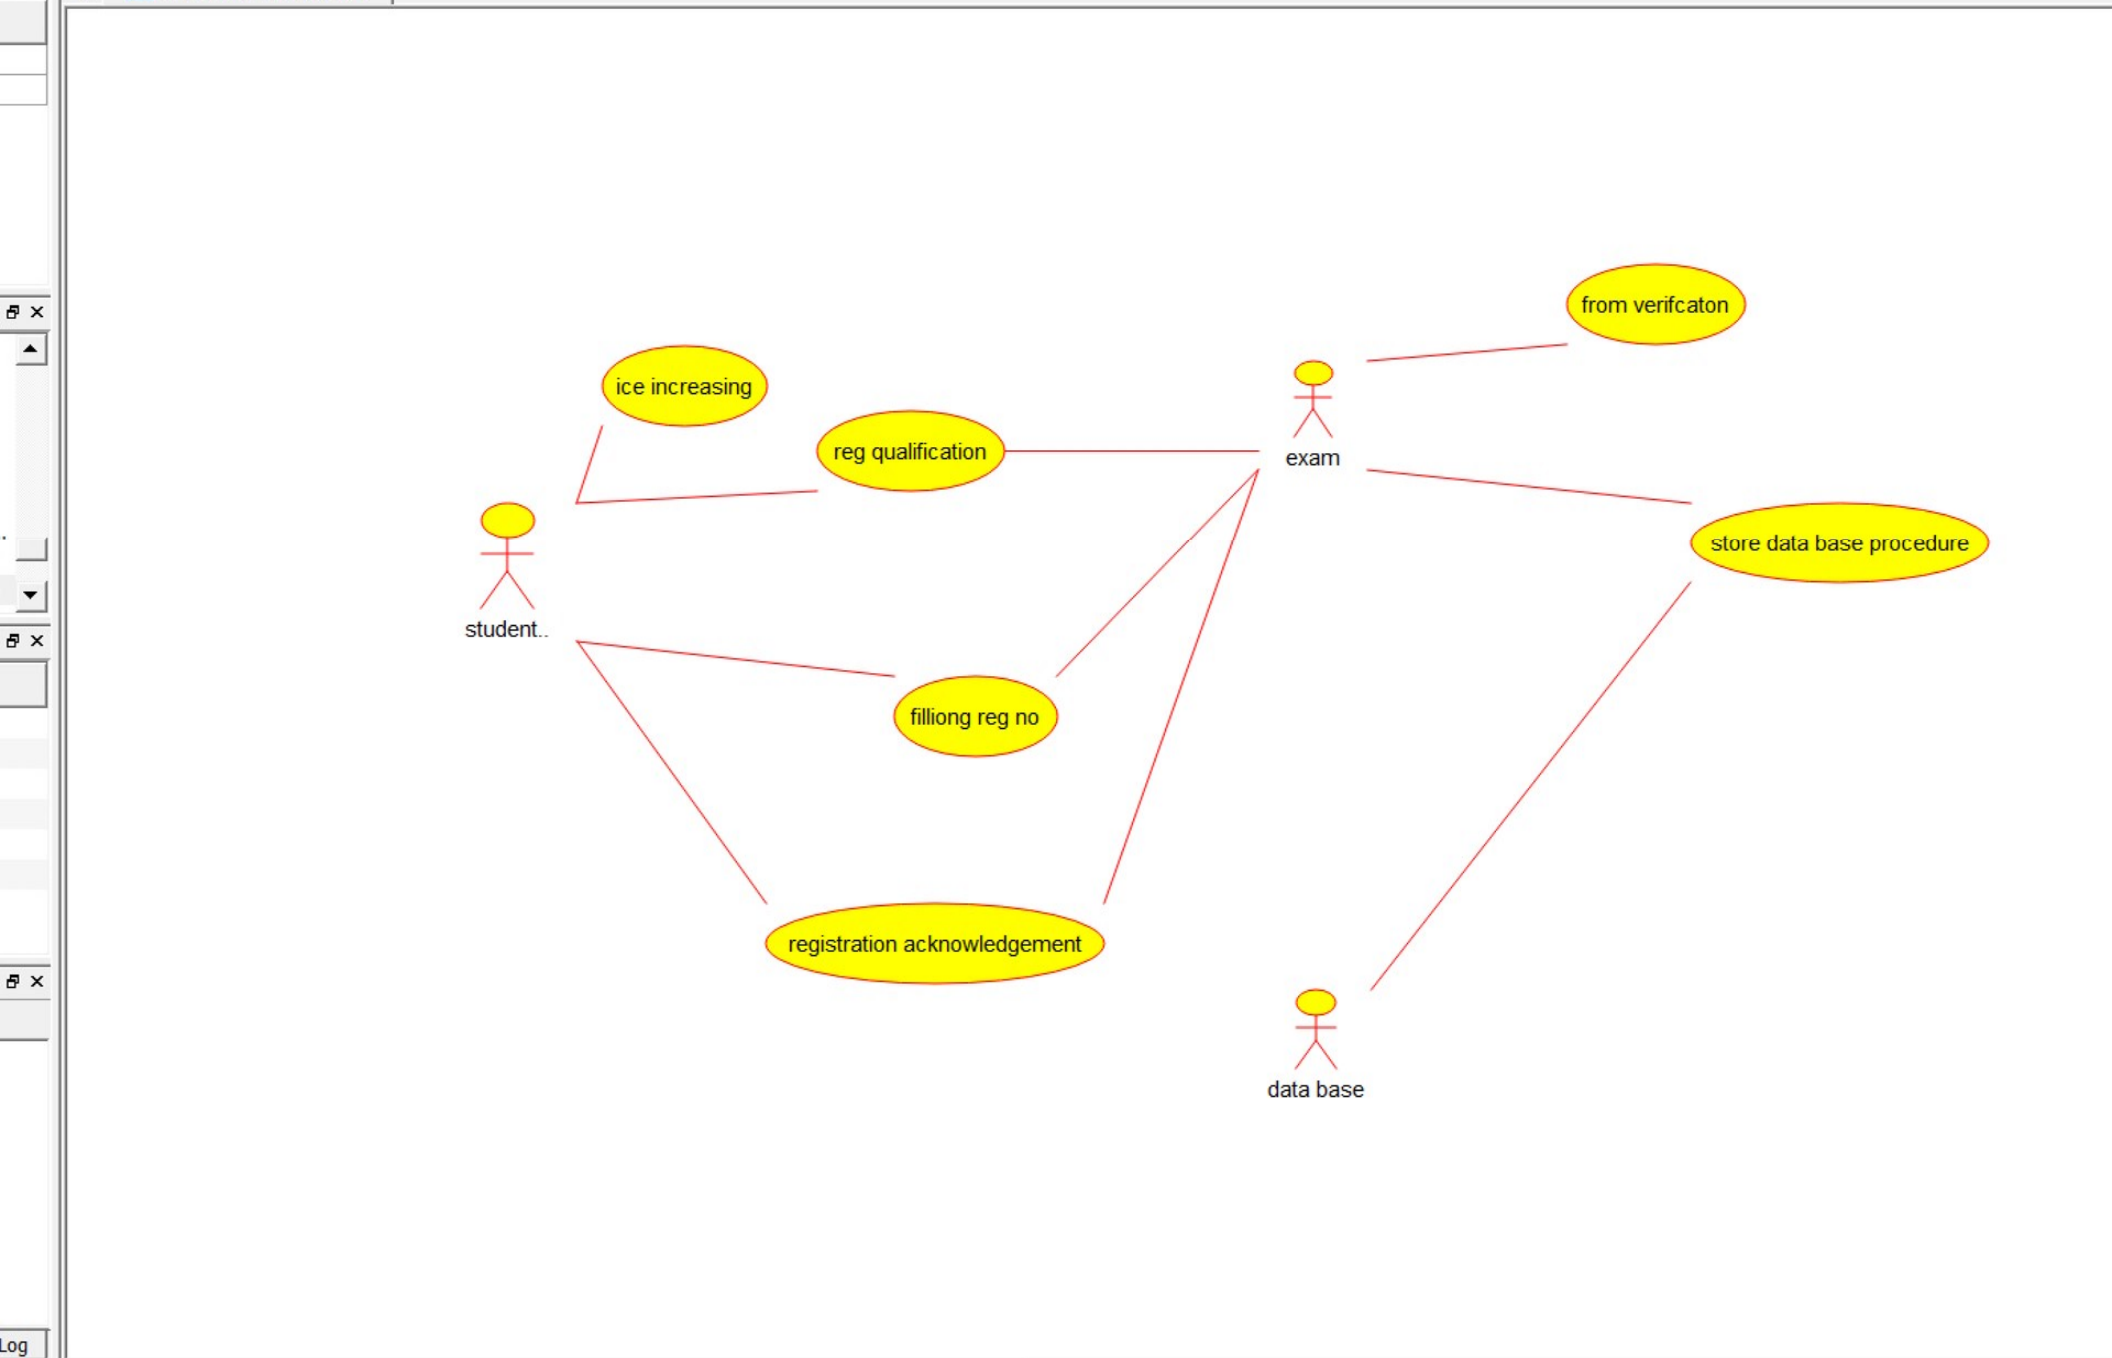 from verifcaton
ice increasing
reg qualification
exam
store data base procedure
student..
filliong reg no
registration acknowledgement
data base
Log